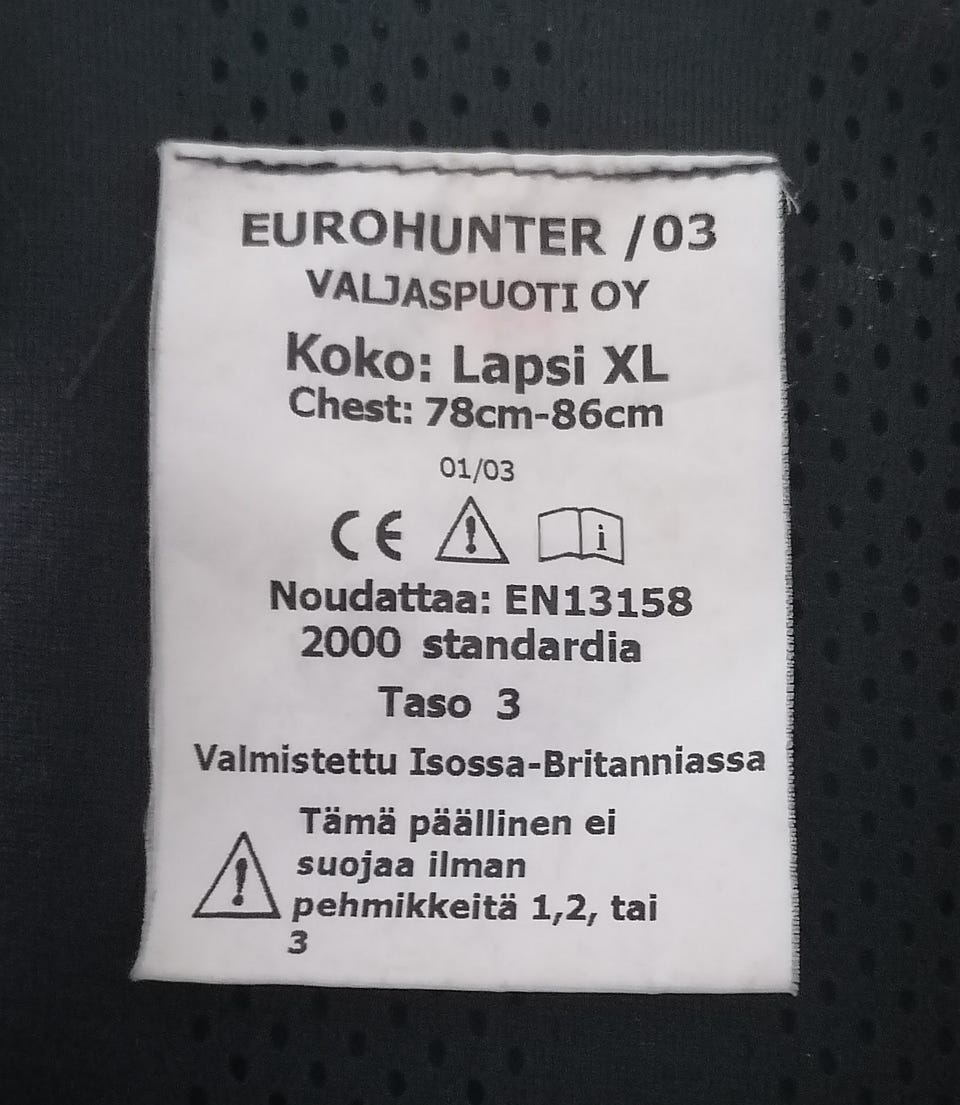 EUROHUNTER /03
VALJASPUOTI OY
Koko: Lapsi XL
Chest: 78cm-86cm
01/03
CE ! i
Noudattaa: EN13158
2000 standardia
Taso 3
Valmistettu Isossa-Britanniassa
Tämä päällinen ei
suojaa ilman
! pehmikkeitä 1,2, tai
3